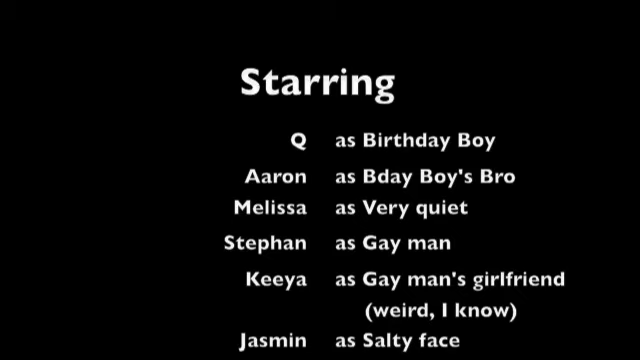 Starring
Q as Birthday Boy
Aaron as Bday Boy's Bro
Melissa as Very quiet
Stephan as Gay man
Keeya as Gay man's girlfriend
(weird, I know)
Jasmin as Salty face